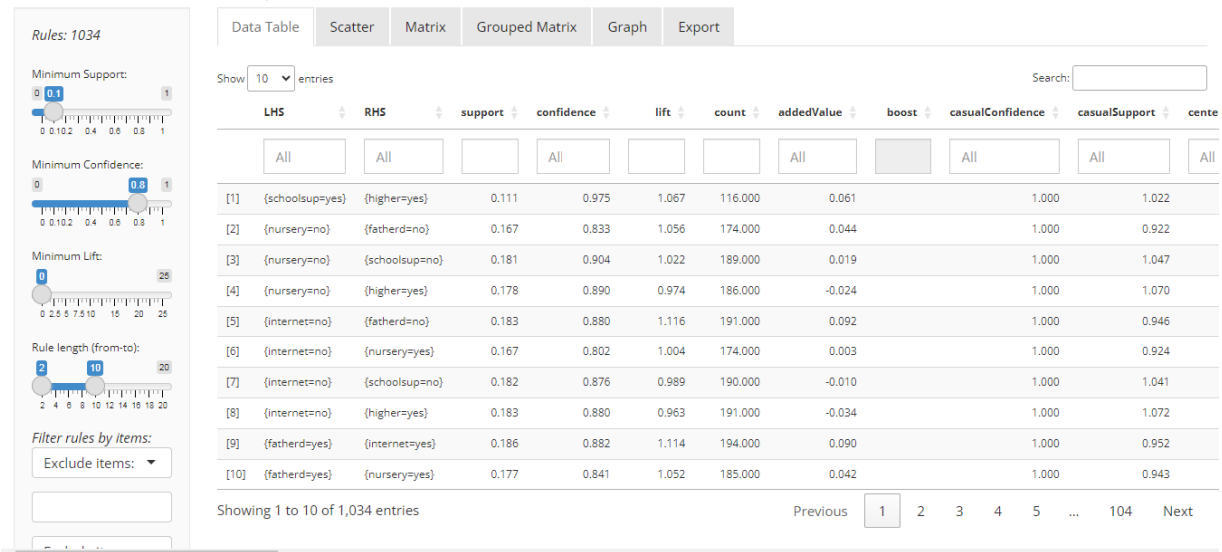 Rules: 1034
Minimum Support:
0 0.1 1
0 0.10.2 0.4 0.6 0.8 1
Minimum Confidence:
0 0.8 1
0 0.10.2 0.4 0.6 0.8 1
Minimum Lift:
0 25
0 2.5 5 7.510 15 20 25
Rule length (from-to):
2 10 20
2 4 6 8 10 12 14 16 18 20
Filter rules by items:
Exclude items:
Data Table Scatter Matrix Grouped Matrix Graph Export
Show 10 entries Search:
LHS RHS support confidence lift count addedValue boost casualConfidence casualSupport cente
All All All All All All All
[1] {schoolsup=yes} {higher=yes} 0.111 0.975 1.067 116.000 0.061 1.000 1.022
[2] {nursery=no} {fatherd=no} 0.167 0.833 1.056 174.000 0.044 1.000 0.922
[3] {nursery=no} {schoolsup=no} 0.181 0.904 1.022 189.000 0.019 1.000 1.047
[4] {nursery=no} {higher=yes} 0.178 0.890 0.974 186.000 -0.024 1.000 1.070
[5] {internet=no} {fatherd=no} 0.183 0.880 1.116 191.000 0.092 1.000 0.946
[6] {internet=no} {nursery=yes} 0.167 0.802 1.004 174.000 0.003 1.000 0.924
[7] {internet=no} {schoolsup=no} 0.182 0.876 0.989 190.000 -0.010 1.000 1.041
[8] {internet=no} {higher=yes} 0.183 0.880 0.963 191.000 -0.034 1.000 1.072
[9] {fatherd=yes} {internet=yes} 0.186 0.882 1.114 194.000 0.090 1.000 0.952
[10] {fatherd=yes} {nursery=yes} 0.177 0.841 1.052 185.000 0.042 1.000 0.943
Showing 1 to 10 of 1,034 entries Previous 1 2 3 4 5 ... 104 Next